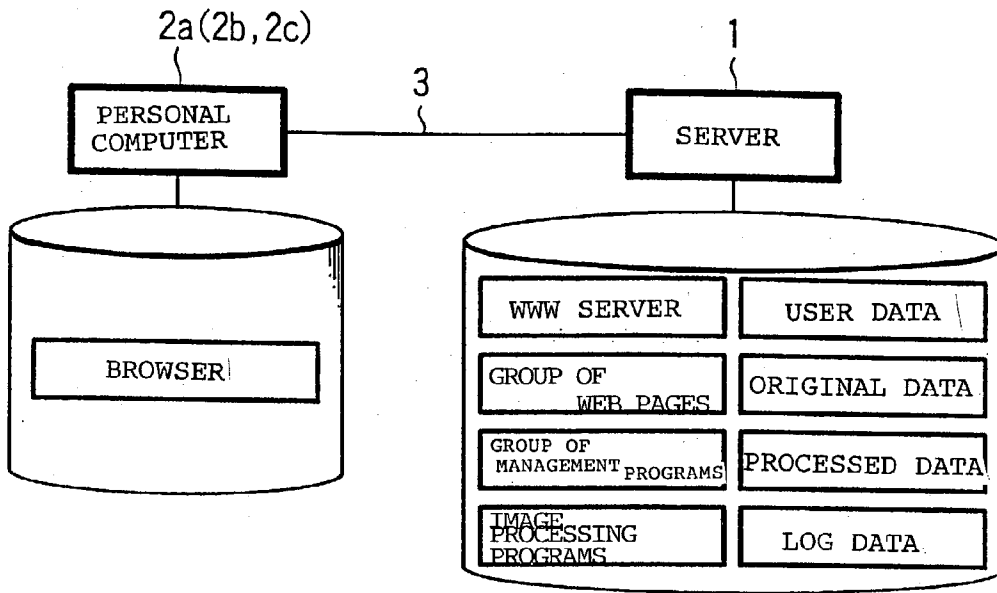 2a(2b,2c)
1
3
PERSONAL
COMPUTER
SERVER
BROWSER
WWW SERVER
USER DATA
GROUP OF
WEB PAGES
ORIGINAL DATA
GROUP OF
MANAGEMENT PROGRAMS
PROCESSED DATA
IMAGE
PROCESSING
PROGRAMS
LOG DATA